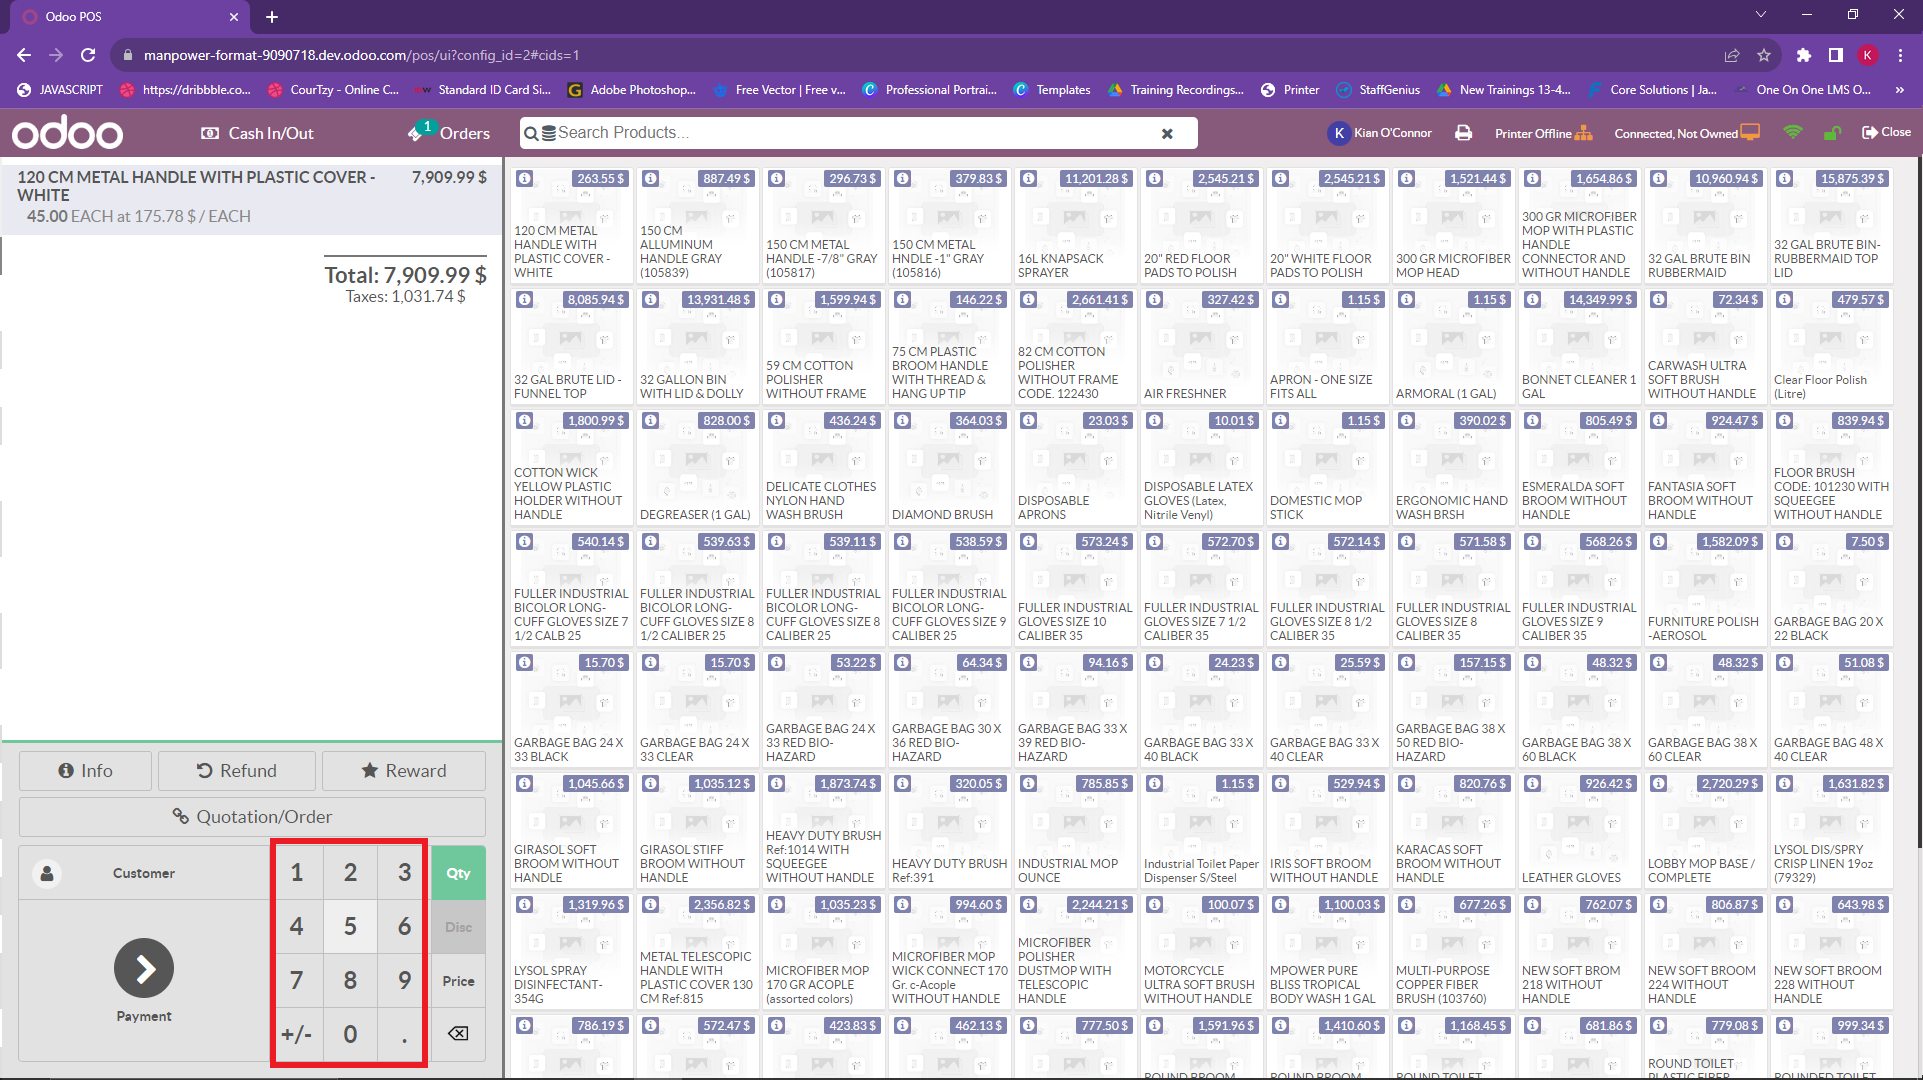 Odoo POS
manpower-format-9090718.dev.odoo.com/pos/ui?config_id=2#cids=1
K
JAVASCRIPT
https://dribbble.co...
CourTzy - Online C...
Standard ID Card Si...
Adobe Photoshop...
Free Vector | Free v...
Professional Portrai...
Templates
Training Recordings...
Printer
StaffGenius
New Trainings 13-4...
Core Solutions | Ja...
One On One LMS O...
»
odoo
Cash In/Out
1
Orders
Search Products...
K
Kian O'Connor
Printer Offline
Connected, Not Owned
Close
120 CM METAL HANDLE WITH PLASTIC COVER - 7,909.99 $
WHITE
45.00 EACH at 175.78 $ / EACH
Total: 7,909.99 $
Taxes: 1,031.74 $
Info
Refund
Reward
Quotation/Order
Customer
Payment
1 2 3 Qty
4 5 6 Disc
7 8 9 Price
+/- 0 .
263.55 $
120 CM METAL
HANDLE WITH
PLASTIC COVER -
WHITE
887.49 $
150 CM
ALLUMINUM
HANDLE GRAY
(105839)
296.73 $
150 CM METAL
HANDLE -7/8" GRAY
(105817)
379.83 $
150 CM METAL
HNDLE -1" GRAY
(105816)
11,201.28 $
16L KNAPSACK
SPRAYER
2,545.21 $
20" RED FLOOR
PADS TO POLISH
2,545.21 $
20" WHITE FLOOR
PADS TO POLISH
1,521.44 $
300 GR MICROFIBER
MOP HEAD
1,654.86 $
300 GR MICROFIBER
MOP WITH PLASTIC
HANDLE
CONNECTOR AND
WITHOUT HANDLE
10,960.94 $
32 GAL BRUTE BIN
RUBBERMAID
15,875.39 $
32 GAL BRUTE BIN-
RUBBERMAID TOP
LID
8,085.94 $
32 GAL BRUTE LID -
FUNNEL TOP
13,931.48 $
32 GALLON BIN
WITH LID & DOLLY
1,599.94 $
59 CM COTTON
POLISHER
WITHOUT FRAME
146.22 $
75 CM PLASTIC
BROOM HANDLE
WITH THREAD &
HANG UP TIP
2,661.41 $
82 CM COTTON
POLISHER
WITHOUT FRAME
CODE. 122430
327.42 $
AIR FRESHNER
1.15 $
APRON - ONE SIZE
FITS ALL
1.15 $
ARMORAL (1 GAL)
14,349.99 $
BONNET CLEANER 1
GAL
72.34 $
CARWASH ULTRA
SOFT BRUSH
WITHOUT HANDLE
479.57 $
Clear Floor Polish
(Litre)
1,800.99 $
COTTON WICK
YELLOW PLASTIC
HOLDER WITHOUT
HANDLE
828.00 $
DEGREASER (1 GAL)
436.24 $
DELICATE CLOTHES
NYLON HAND
WASH BRUSH
364.03 $
DIAMOND BRUSH
23.03 $
DISPOSABLE
APRONS
10.01 $
DISPOSABLE LATEX
GLOVES (Latex,
Nitrile Venyl)
1.15 $
DOMESTIC MOP
STICK
390.02 $
ERGONOMIC HAND
WASH BRSH
805.49 $
ESMERALDA SOFT
BROOM WITHOUT
HANDLE
924.47 $
FANTASIA SOFT
BROOM WITHOUT
HANDLE
839.94 $
FLOOR BRUSH
CODE: 101230 WITH
SQUEEGEE
WITHOUT HANDLE
540.14 $
FULLER INDUSTRIAL
BICOLOR LONG-
CUFF GLOVES SIZE 7
1/2 CALB 25
539.63 $
FULLER INDUSTRIAL
BICOLOR LONG-
CUFF GLOVES SIZE 8
1/2 CALIBER 25
539.11 $
FULLER INDUSTRIAL
BICOLOR LONG-
CUFF GLOVES SIZE 8
CALIBER 25
538.59 $
FULLER INDUSTRIAL
BICOLOR LONG-
CUFF GLOVES SIZE 9
CALIBER 25
573.24 $
FULLER INDUSTRIAL
GLOVES SIZE 10
CALIBER 35
572.70 $
FULLER INDUSTRIAL
GLOVES SIZE 7 1/2
CALIBER 35
572.14 $
FULLER INDUSTRIAL
GLOVES SIZE 8 1/2
CALIBER 35
571.58 $
FULLER INDUSTRIAL
GLOVES SIZE 8
CALIBER 35
568.26 $
FULLER INDUSTRIAL
GLOVES SIZE 9
CALIBER 35
1,582.09 $
FURNITURE POLISH
-AEROSOL
7.50 $
GARBAGE BAG 20 X
22 BLACK
15.70 $
GARBAGE BAG 24 X
33 BLACK
15.70 $
GARBAGE BAG 24 X
33 CLEAR
53.22 $
GARBAGE BAG 24 X
33 RED BIO-
HAZARD
64.34 $
GARBAGE BAG 30 X
36 RED BIO-
HAZARD
94.16 $
GARBAGE BAG 33 X
39 RED BIO-
HAZARD
24.23 $
GARBAGE BAG 33 X
40 BLACK
25.59 $
GARBAGE BAG 33 X
40 CLEAR
157.15 $
GARBAGE BAG 38 X
50 RED BIO-
HAZARD
48.32 $
GARBAGE BAG 38 X
60 BLACK
48.32 $
GARBAGE BAG 38 X
60 CLEAR
51.08 $
GARBAGE BAG 48 X
40 CLEAR
1,045.66 $
GIRASOL SOFT
BROOM WITHOUT
HANDLE
1,035.12 $
GIRASOL STIFF
BROOM WITHOUT
HANDLE
1,873.74 $
HEAVY DUTY BRUSH
Ref:1014 WITH
SQUEEGEE
WITHOUT HANDLE
320.05 $
HEAVY DUTY BRUSH
Ref:391
785.85 $
INDUSTRIAL MOP
OUNCE
1.15 $
Industrial Toilet Paper
Dispenser S/Steel
529.94 $
IRIS SOFT BROOM
WITHOUT HANDLE
820.76 $
KARACAS SOFT
BROOM WITHOUT
HANDLE
926.42 $
LEATHER GLOVES
2,720.29 $
LOBBY MOP BASE /
COMPLETE
1,631.82 $
LYSOL DIS/SPRY
CRISP LINEN 19oz
(79329)
1,319.96 $
LYSOL SPRAY
DISINFECTANT-
354G
2,356.82 $
METAL TELESCOPIC
HANDLE WITH
PLASTIC COVER 130
CM Ref:815
1,035.23 $
MICROFIBER MOP
170 GR ACOPLE
(assorted colors)
994.60 $
MICROFIBER MOP
WICK CONNECT 170
Gr. c-Acople
WITHOUT HANDLE
2,244.21 $
MICROFIBER
POLISHER
DUSTMOP WITH
TELESCOPIC
HANDLE
100.07 $
MOTORCYCLE
ULTRA SOFT BRUSH
WITHOUT HANDLE
1,100.03 $
MPOWER PURE
BLISS TROPICAL
BODY WASH 1 GAL
677.26 $
MULTI-PURPOSE
COPPER FIBER
BRUSH (103760)
762.07 $
NEW SOFT BROM
218 WITHOUT
HANDLE
806.87 $
NEW SOFT BROOM
224 WITHOUT
HANDLE
643.98 $
NEW SOFT BROOM
228 WITHOUT
HANDLE
786.19 $
572.47 $
423.83 $
462.13 $
777.50 $
1,591.96 $
ROUND BROOM
1,410.60 $
1,168.45 $
ROUND TOILET
681.86 $
779.08 $
ROUND TOILET
PLASTIC FIBER
999.34 $
ROUNDED TOILET